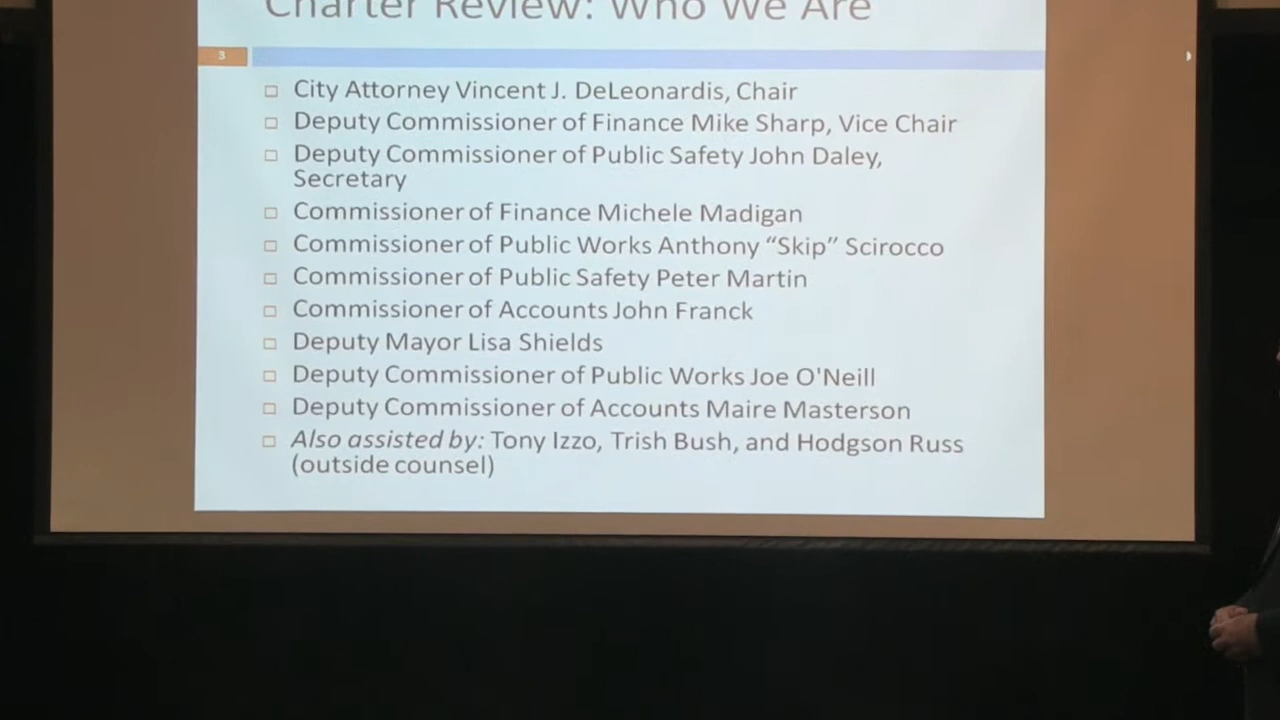 Charter Review: Who We Are
3
City Attorney Vincent J. DeLeonardis, Chair
Deputy Commissioner of Finance Mike Sharp, Vice Chair
Deputy Commissioner of Public Safety John Daley,
Secretary
Commissioner of Finance Michele Madigan
Commissioner of Public Works Anthony “Skip” Scirocco
Commissioner of Public Safety Peter Martin
Commissioner of Accounts John Franck
Deputy Mayor Lisa Shields
Deputy Commissioner of Public Works Joe O'Neill
Deputy Commissioner of Accounts Maire Masterson
Also assisted by: Tony Izzo, Trish Bush, and Hodgson Russ
(outside counsel)